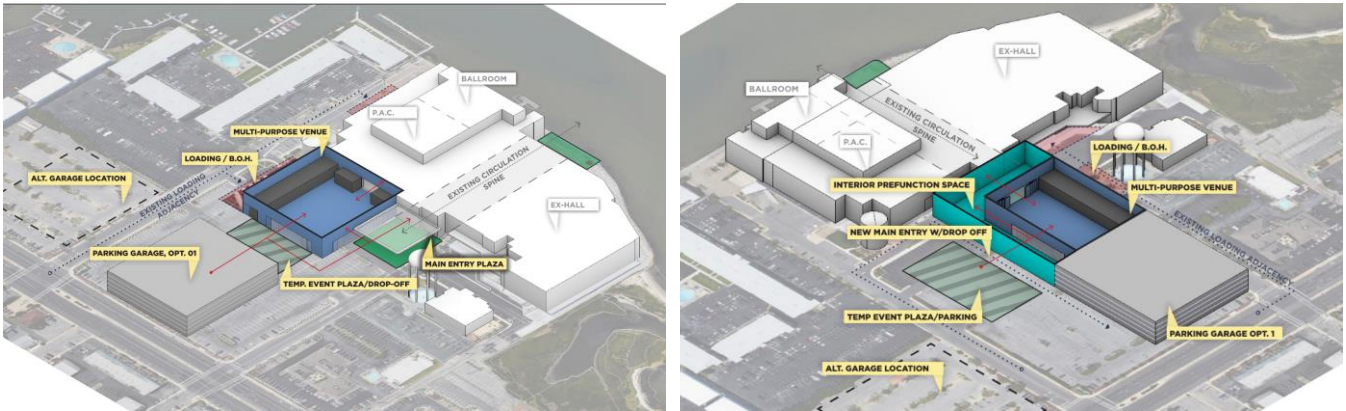 BALLROOM
P.A.C.
MULTI-PURPOSE VENUE
LOADING / B.O.H.
ALT. GARAGE LOCATION
EXISTING LOADING
ADJACENCY
EXISTING CIRCULATION
SPINE
EX-HALL
PARKING GARAGE, OPT. 01
MAIN ENTRY PLAZA
TEMP. EVENT PLAZA/DROP-OFF
EX-HALL
BALLROOM
EXISTING CIRCULATION
SPINE
P.A.C.
LOADING / B.O.H.
INTERIOR PREFUNCTION SPACE
MULTI-PURPOSE VENUE
NEW MAIN ENTRY W/DROP OFF
EXISTING LOADING ADJACENCY
TEMP EVENT PLAZA/PARKING
PARKING GARAGE OPT. 1
ALT. GARAGE LOCATION